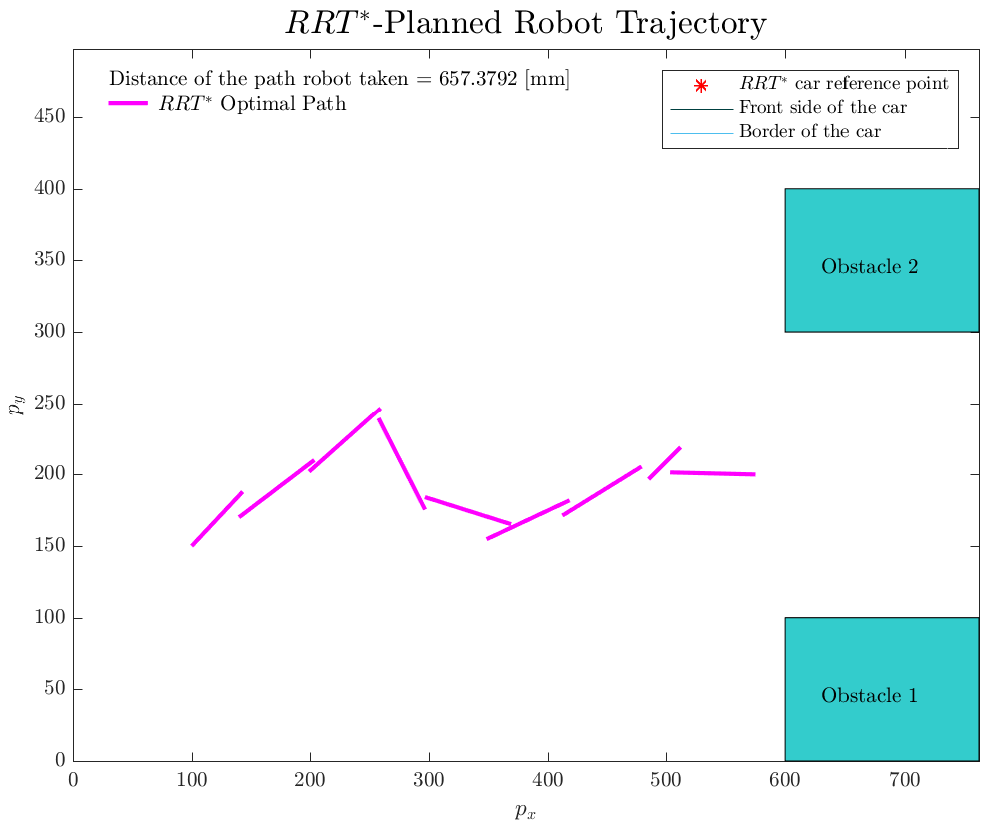 RRT*-Planned Robot Trajectory
Distance of the path robot taken = 657.3792 [mm]
RRT* Optimal Path
RRT* car reference point
Front side of the car
Border of the car
450
400
350
300
250
200
150
100
50
0
p_y
Obstacle 2
Obstacle 1
0 100 200 300 400 500 600 700
p_x